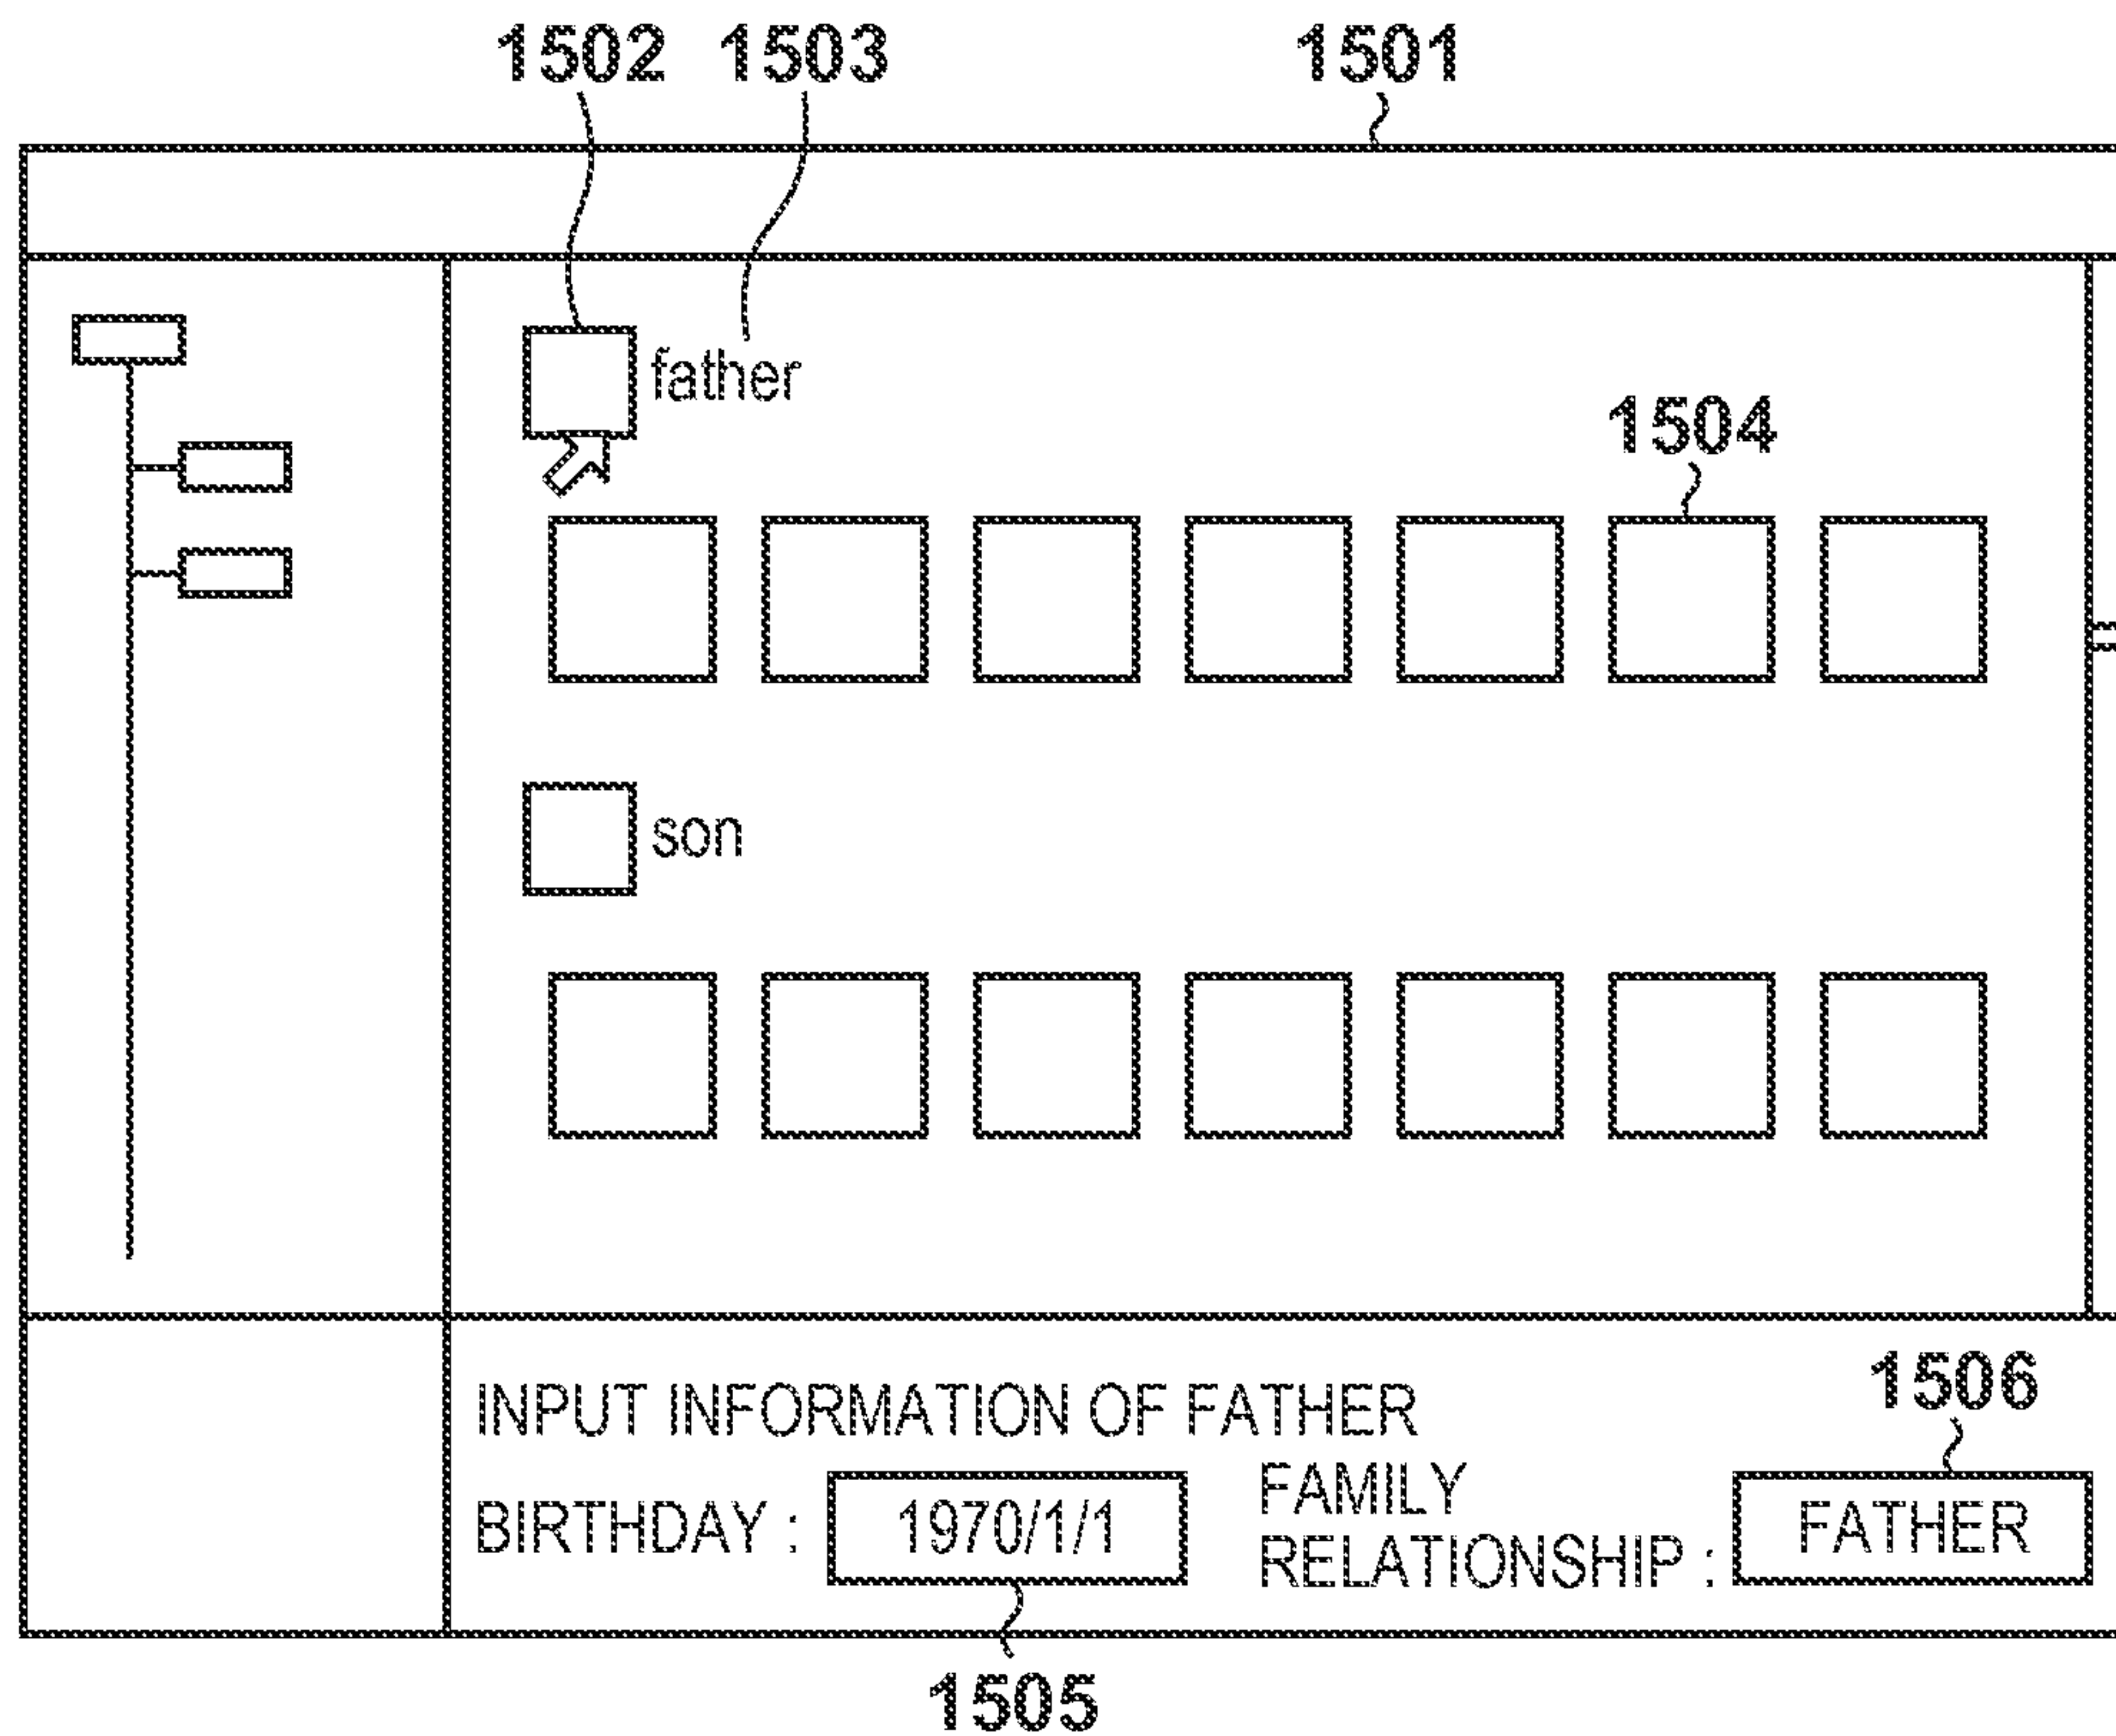 1502 1503 1501
father
1504
son
INPUT INFORMATION OF FATHER
1506
BIRTHDAY : 1970/1/1 FAMILY RELATIONSHIP : FATHER
1505